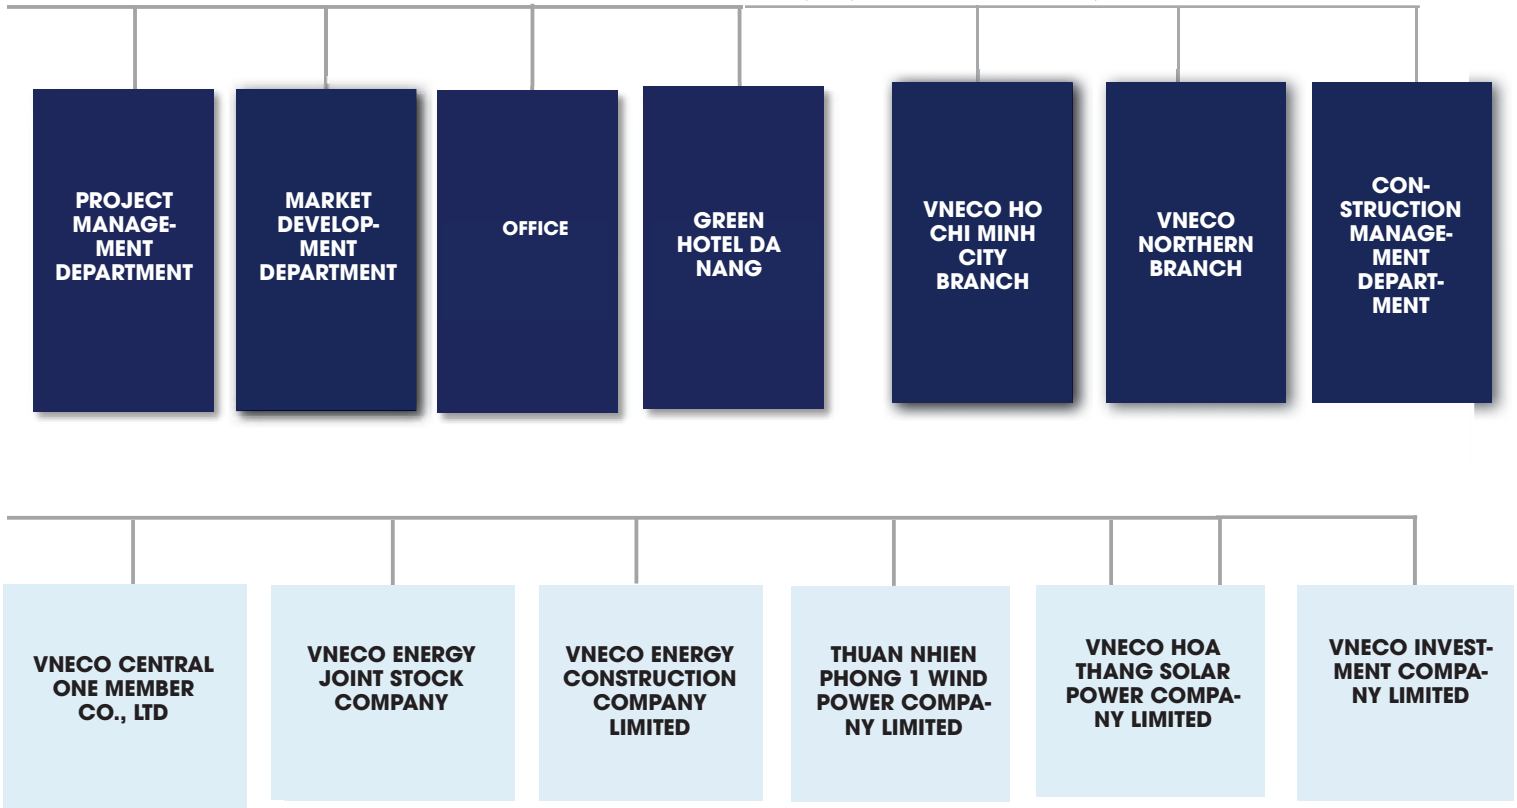 PROJECT
MANAGE-
MENT
DEPARTMENT
MARKET
DEVELOP-
MENT
DEPARTMENT
OFFICE
GREEN
HOTEL DA
NANG
VNECO HO
CHI MINH
CITY
BRANCH
VNECO
NORTHERN
BRANCH
CON-
STRUCTION
MANAGE-
MENT
DEPART-
MENT
VNECO CENTRAL
ONE MEMBER
CO., LTD
VNECO ENERGY
JOINT STOCK
COMPANY
VNECO ENERGY
CONSTRUCTION
COMPANY
LIMITED
THUAN NHIEN
PHONG 1 WIND
POWER COMPA-
NY LIMITED
VNECO HOA
THANG SOLAR
POWER COMPA-
NY LIMITED
VNECO INVEST-
MENT COMPA-
NY LIMITED